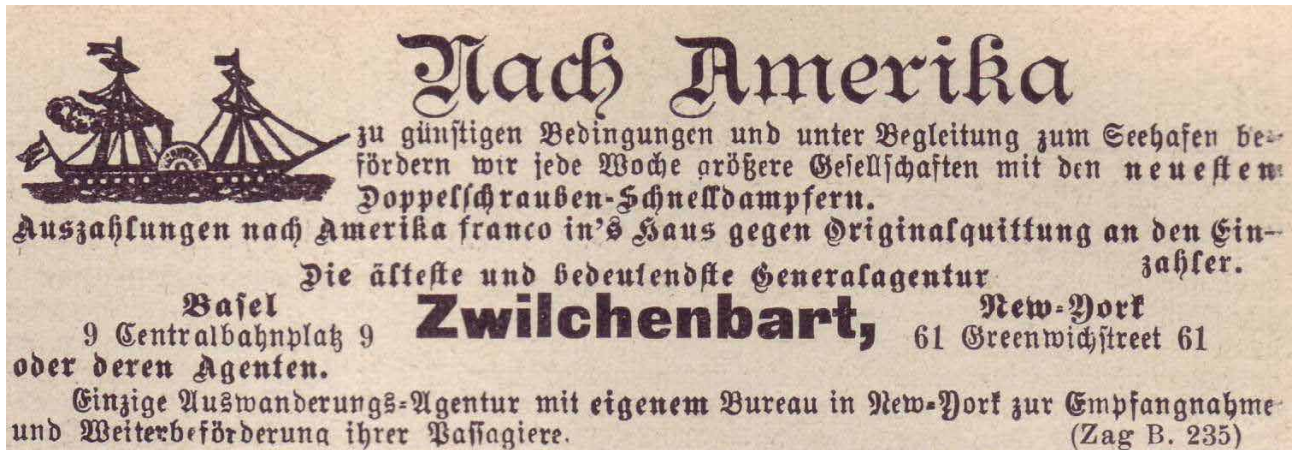 Nach Amerika
zu günstigen Bedingungen und unter Begleitung zum Seehafen be-
fördern wir jede Woche größere Gesellschaften mit den neuesten
Doppelschrauben-Schnelldampfern.
Auszahlungen nach Amerika franco in's Haus gegen Originalquittung an den Ein-
zahler.
Die älteste und bedeutendste Generalagentur
Basel Zwilchenbart, New-York
9 Centralbahnplatz 9 61 Greenwichstreet 61
oder deren Agenten.
Einzige Auswanderungs-Agentur mit eigenem Bureau in New-York zur Empfangnahme
und Weiterbeförderung ihrer Passagiere. (Zag B. 235)